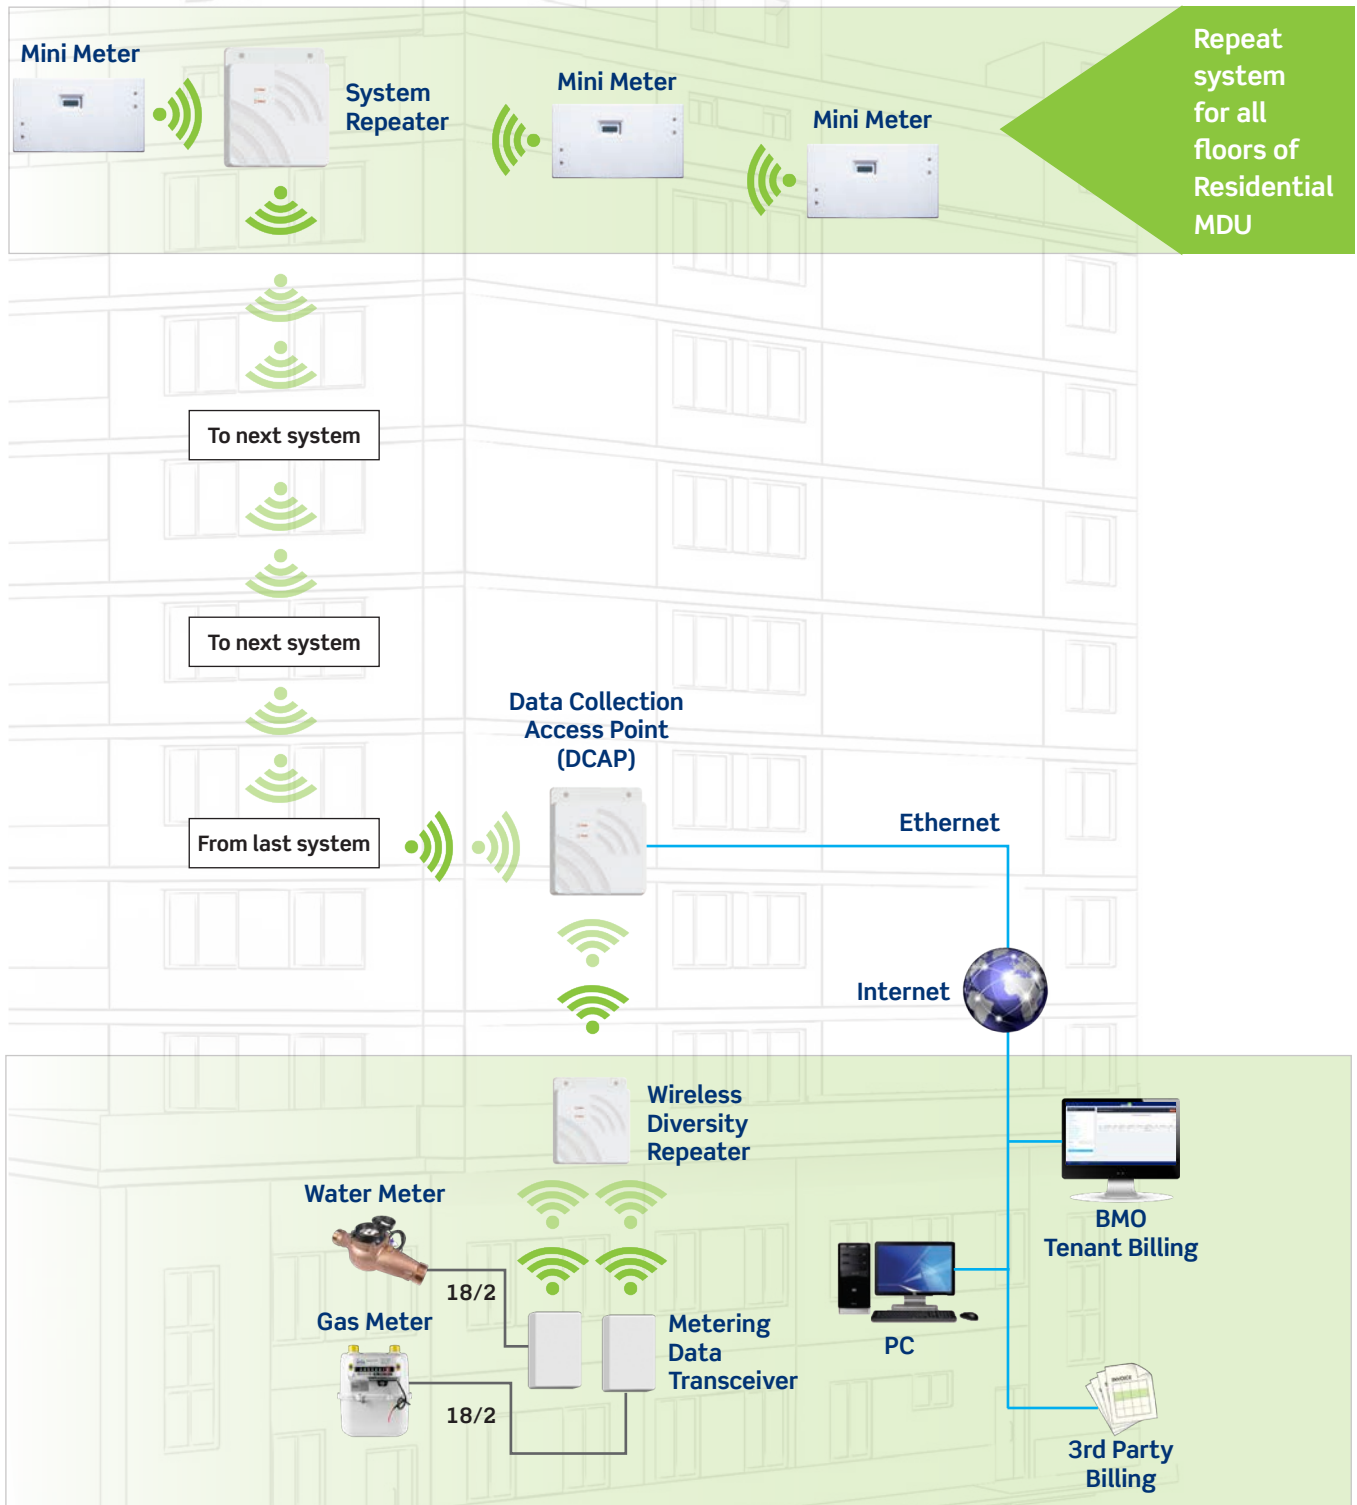 Mini Meter
System
Repeater
Mini Meter
Mini Meter
Repeat
system
for all
floors of
Residential
MDU
To next system
To next system
Data Collection
Access Point
(DCAP)
From last system
Ethernet
Internet
Wireless
Diversity
Repeater
Water Meter
18/2
BMO
Tenant Billing
Gas Meter
Metering
Data
Transceiver
PC
18/2
INVOICE
3rd Party
Billing